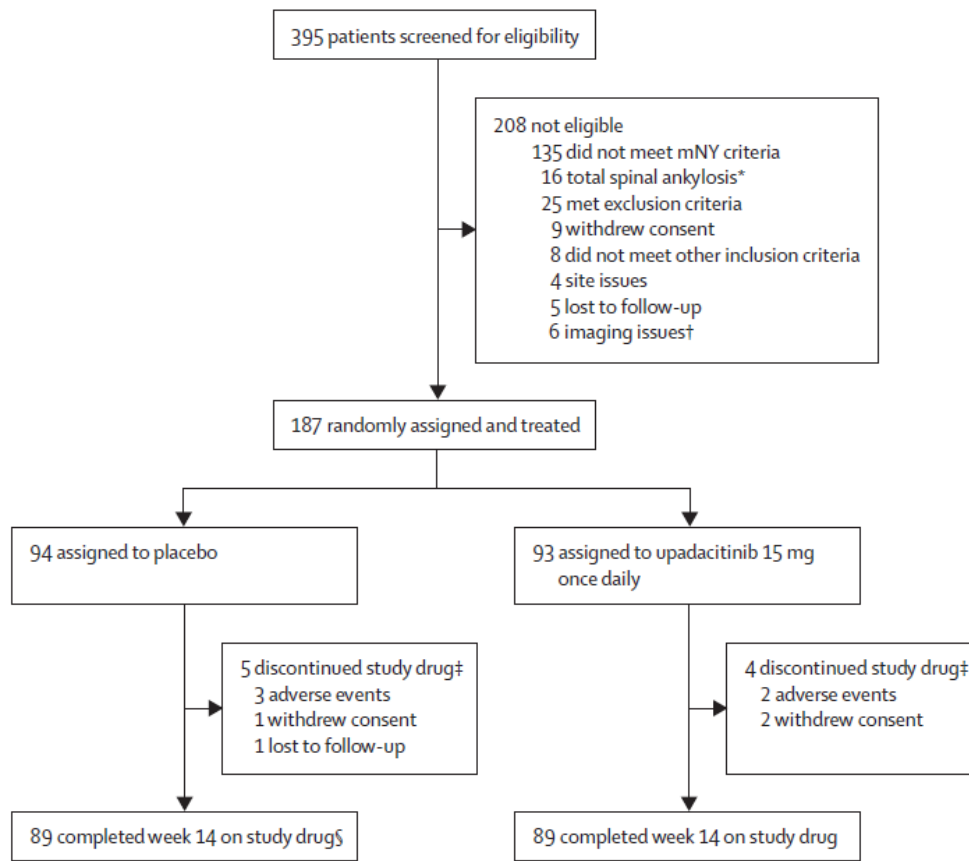 395 patients screened for eligibility
208 not eligible
135 did not meet mNY criteria
16 total spinal ankylosis*
25 met exclusion criteria
9 withdrew consent
8 did not meet other inclusion criteria
4 site issues
5 lost to follow-up
6 imaging issues†
187 randomly assigned and treated
94 assigned to placebo
93 assigned to upadacitinib 15 mg
once daily
5 discontinued study drug‡
3 adverse events
1 withdrew consent
1 lost to follow-up
4 discontinued study drug‡
2 adverse events
2 withdrew consent
89 completed week 14 on study drug§
89 completed week 14 on study drug